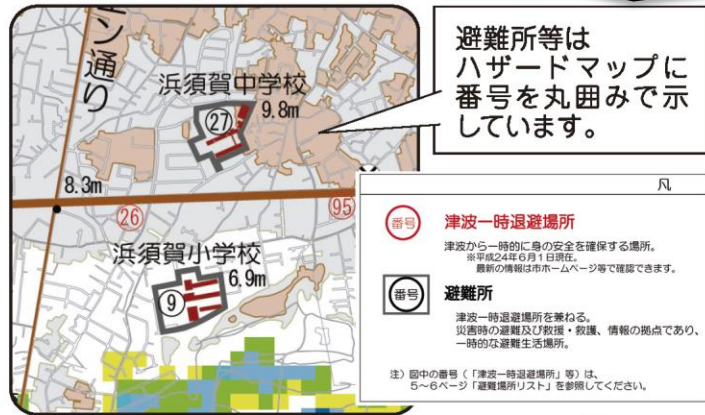 避難所等は
ハザードマップに
番号を丸囲みで示
しています。
ン通り
浜須賀中学校
27
9.8m
8.3m
26
95
浜須賀小学校
6.9m
9
凡
番号 津波一時退避場所
津波から一時的に身の安全を確保する場所。
※平成24年6月1日現在。
最新の情報は市ホームページ等で確認できます。
番号 避難所
津波一時退避場所を兼ねる。
災害時の避難及び救援・救護、情報の拠点であり、
一時的な避難生活場所。
注）図中の番号（「津波一時退避場所」等）は、
5～6ページ「避難場所リスト」を参照してください。